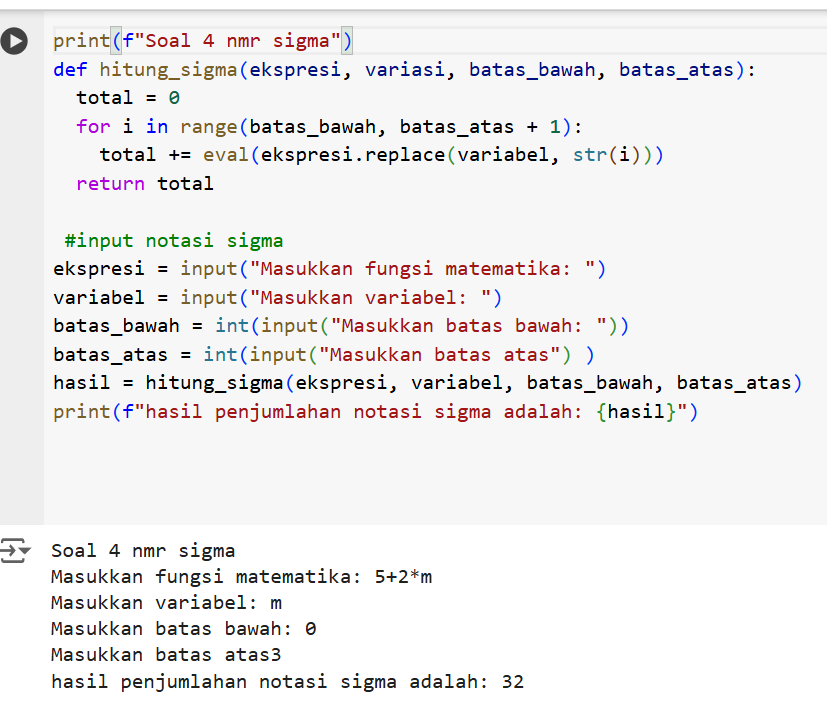 print(f"Soal 4 nmr sigma")
def hitung_sigma(ekspresi, variasi, batas_bawah, batas_atas):
  total = 0
  for i in range(batas_bawah, batas_atas + 1):
    total += eval(ekspresi.replace(variabel, str(i)))
  return total

 #input notasi sigma
ekspresi = input("Masukkan fungsi matematika: ")
variabel = input("Masukkan variabel: ")
batas_bawah = int(input("Masukkan batas bawah: "))
batas_atas = int(input("Masukkan batas atas") )
hasil = hitung_sigma(ekspresi, variabel, batas_bawah, batas_atas)
print(f"hasil penjumlahan notasi sigma adalah: {hasil}")

Soal 4 nmr sigma
Masukkan fungsi matematika: 5+2*m
Masukkan variabel: m
Masukkan batas bawah: 0
Masukkan batas atas3
hasil penjumlahan notasi sigma adalah: 32